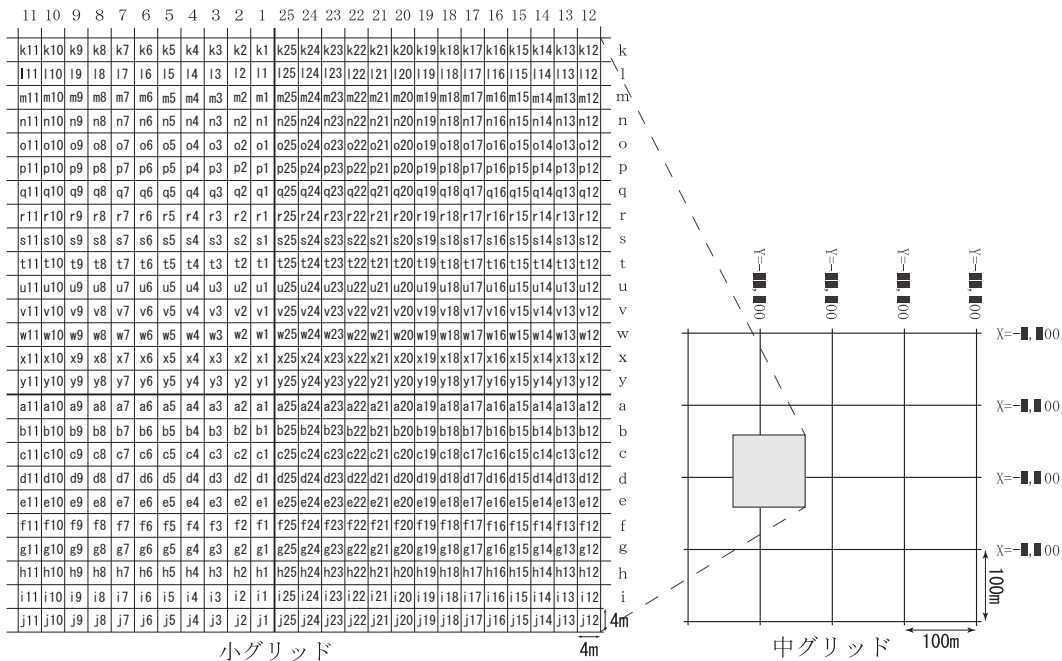 11 10 9 8 7 6 5 4 3 2 1 25 24 23 22 21 20 19 18 17 16 15 14 13 12
k11 k10 k9 k8 k7 k6 k5 k4 k3 k2 k1 k25 k24 k23 k22 k21 k20 k19 k18 k17 k16 k15 k14 k13 k12 k
l11 l10 l9 l8 l7 l6 l5 l4 l3 l2 l1 l25 l24 l23 l22 l21 l20 l19 l18 l17 l16 l15 l14 l13 l12 l
m11 m10 m9 m8 m7 m6 m5 m4 m3 m2 m1 m25 m24 m23 m22 m21 m20 m19 m18 m17 m16 m15 m14 m13 m12 m
n11 n10 n9 n8 n7 n6 n5 n4 n3 n2 n1 n25 n24 n23 n22 n21 n20 n19 n18 n17 n16 n15 n14 n13 n12 n
o11 o10 o9 o8 o7 o6 o5 o4 o3 o2 o1 o25 o24 o23 o22 o21 o20 o19 o18 o17 o16 o15 o14 o13 o12 o
p11 p10 p9 p8 p7 p6 p5 p4 p3 p2 p1 p25 p24 p23 p22 p21 p20 p19 p18 p17 p16 p15 p14 p13 p12 p
q11 q10 q9 q8 q7 q6 q5 q4 q3 q2 q1 q25 q24 q23 q22 q21 q20 q19 q18 q17 q16 q15 q14 q13 q12 q
r11 r10 r9 r8 r7 r6 r5 r4 r3 r2 r1 r25 r24 r23 r22 r21 r20 r19 r18 r17 r16 r15 r14 r13 r12 r
s11 s10 s9 s8 s7 s6 s5 s4 s3 s2 s1 s25 s24 s23 s22 s21 s20 s19 s18 s17 s16 s15 s14 s13 s12 s
t11 t10 t9 t8 t7 t6 t5 t4 t3 t2 t1 t25 t24 t23 t22 t21 t20 t19 t18 t17 t16 t15 t14 t13 t12 t
u11 u10 u9 u8 u7 u6 u5 u4 u3 u2 u1 u25 u24 u23 u22 u21 u20 u19 u18 u17 u16 u15 u14 u13 u12 u
v11 v10 v9 v8 v7 v6 v5 v4 v3 v2 v1 v25 v24 v23 v22 v21 v20 v19 v18 v17 v16 v15 v14 v13 v12 v
w11 w10 w9 w8 w7 w6 w5 w4 w3 w2 w1 w25 w24 w23 w22 w21 w20 w19 w18 w17 w16 w15 w14 w13 w12 w
x11 x10 x9 x8 x7 x6 x5 x4 x3 x2 x1 x25 x24 x23 x22 x21 x20 x19 x18 x17 x16 x15 x14 x13 x12 x
y11 y10 y9 y8 y7 y6 y5 y4 y3 y2 y1 y25 y24 y23 y22 y21 y20 y19 y18 y17 y16 y15 y14 y13 y12 y
a11 a10 a9 a8 a7 a6 a5 a4 a3 a2 a1 a25 a24 a23 a22 a21 a20 a19 a18 a17 a16 a15 a14 a13 a12 a
b11 b10 b9 b8 b7 b6 b5 b4 b3 b2 b1 b25 b24 b23 b22 b21 b20 b19 b18 b17 b16 b15 b14 b13 b12 b
c11 c10 c9 c8 c7 c6 c5 c4 c3 c2 c1 c25 c24 c23 c22 c21 c20 c19 c18 c17 c16 c15 c14 c13 c12 c
d11 d10 d9 d8 d7 d6 d5 d4 d3 d2 d1 d25 d24 d23 d22 d21 d20 d19 d18 d17 d16 d15 d14 d13 d12 d
e11 e10 e9 e8 e7 e6 e5 e4 e3 e2 e1 e25 e24 e23 e22 e21 e20 e19 e18 e17 e16 e15 e14 e13 e12 e
f11 f10 f9 f8 f7 f6 f5 f4 f3 f2 f1 f25 f24 f23 f22 f21 f20 f19 f18 f17 f16 f15 f14 f13 f12 f
g11 g10 g9 g8 g7 g6 g5 g4 g3 g2 g1 g25 g24 g23 g22 g21 g20 g19 g18 g17 g16 g15 g14 g13 g12 g
h11 h10 h9 h8 h7 h6 h5 h4 h3 h2 h1 h25 h24 h23 h22 h21 h20 h19 h18 h17 h16 h15 h14 h13 h12 h
i11 i10 i9 i8 i7 i6 i5 i4 i3 i2 i1 i25 i24 i23 i22 i21 i20 i19 i18 i17 i16 i15 i14 i13 i12 i
j11 j10 j9 j8 j7 j6 j5 j4 j3 j2 j1 j25 j24 j23 j22 j21 j20 j19 j18 j17 j16 j15 j14 j13 j12 j
4m
4m
小グリッド
100m
100m
中グリッド